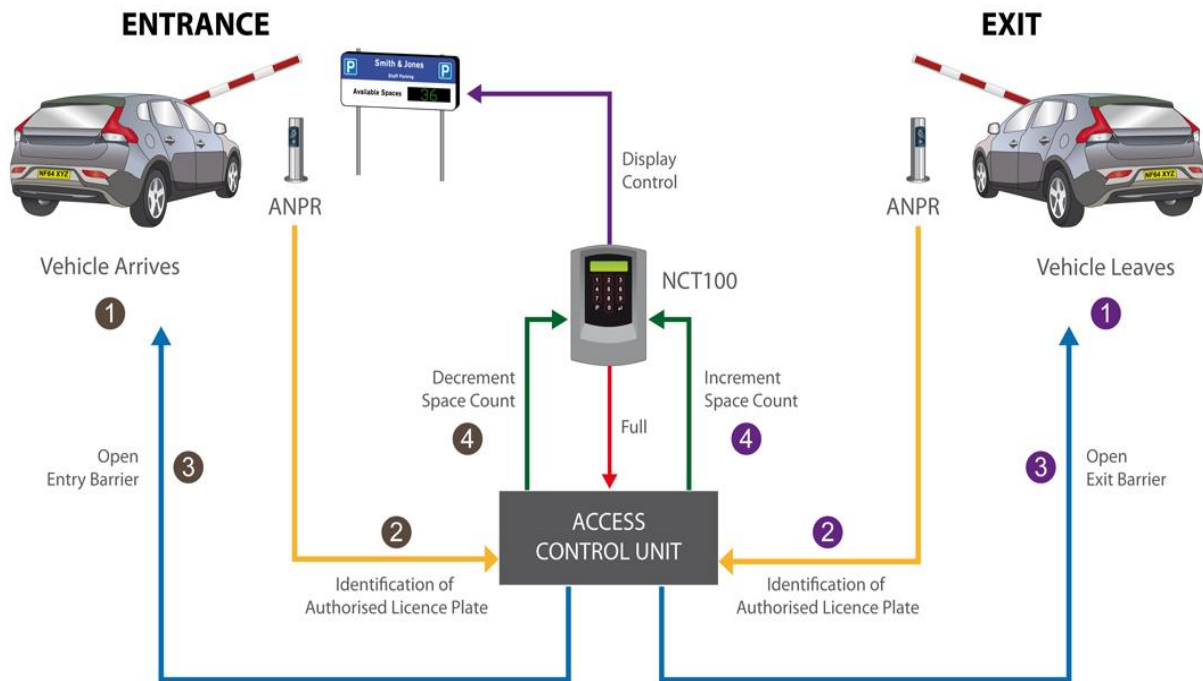 ENTRANCE
EXIT
P
Smith & Jones
Staff Parking
P
Available Spaces 36
NF64 XYZ
ANPR
Display
Control
ANPR
NF64 XYZ
Vehicle Arrives
1
NCT100
Vehicle Leaves
1
Decrement
Space Count
4
Full
Increment
Space Count
4
Open
Entry Barrier
3
3
Open
Exit Barrier
ACCESS
CONTROL UNIT
2
Identification of
Authorised Licence Plate
2
Identification of
Authorised Licence Plate